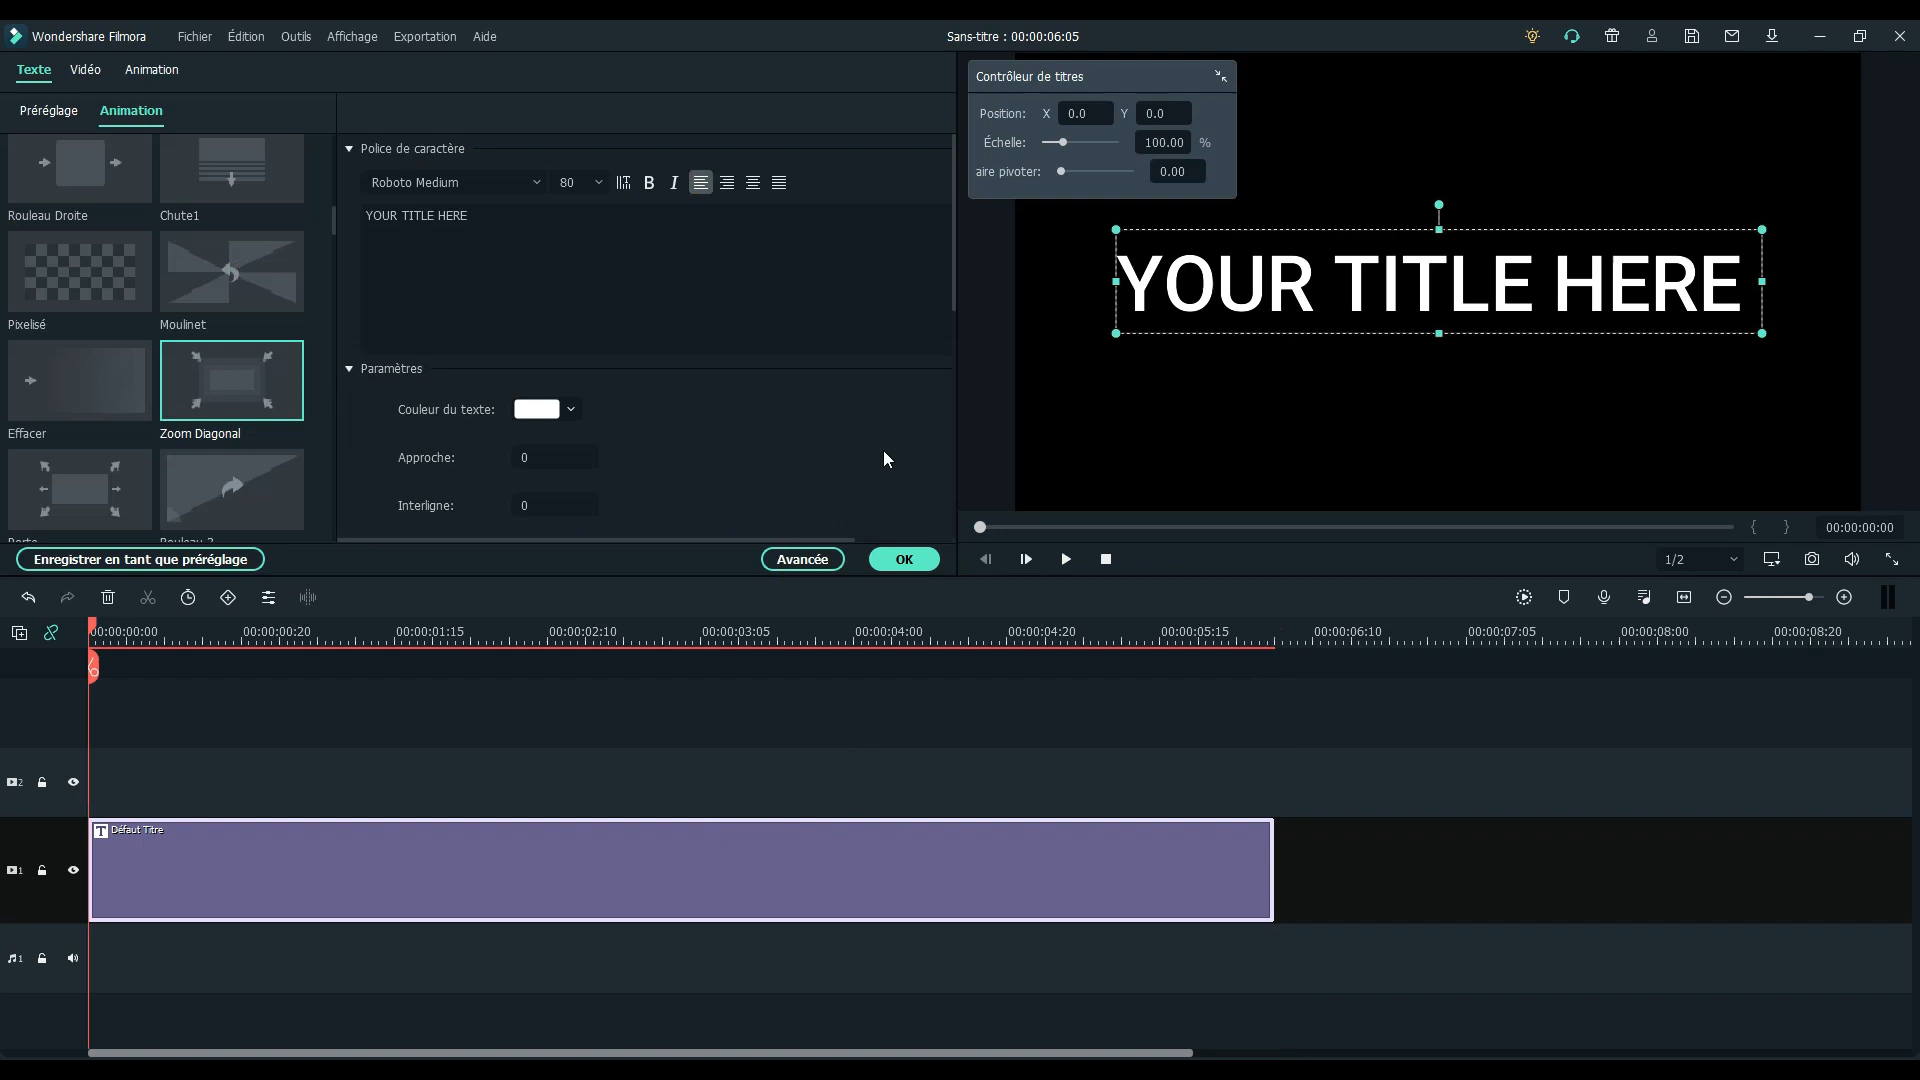 Wondershare Filmora
Fichier
Édition
Outils
Affichage
Exportation
Aide
Sans-titre : 00:00:06:05
Texte
Vidéo
Animation
Préréglage
Animation
Rouleau Droite
Chute1
Pixelisé
Moulinet
Effacer
Zoom Diagonal
Police de caractère
Roboto Medium
80
B
I
YOUR TITLE HERE
Paramètres
Couleur du texte:
Approche: 0
Interligne: 0
Enregistrer en tant que préréglage
Avancée
OK
Contrôleur de titres
Position: X 0.0 Y 0.0
Échelle: 100.00 %
aire pivoter: 0.00
YOUR TITLE HERE
{ }
00:00:00:00
1/2
00:00:00:00
00:00:00:20
00:00:01:15
00:00:02:10
00:00:03:05
00:00:04:00
00:00:04:20
00:00:05:15
00:00:06:10
00:00:07:05
00:00:08:00
00:00:08:20
2
T Défaut Titre
1
1